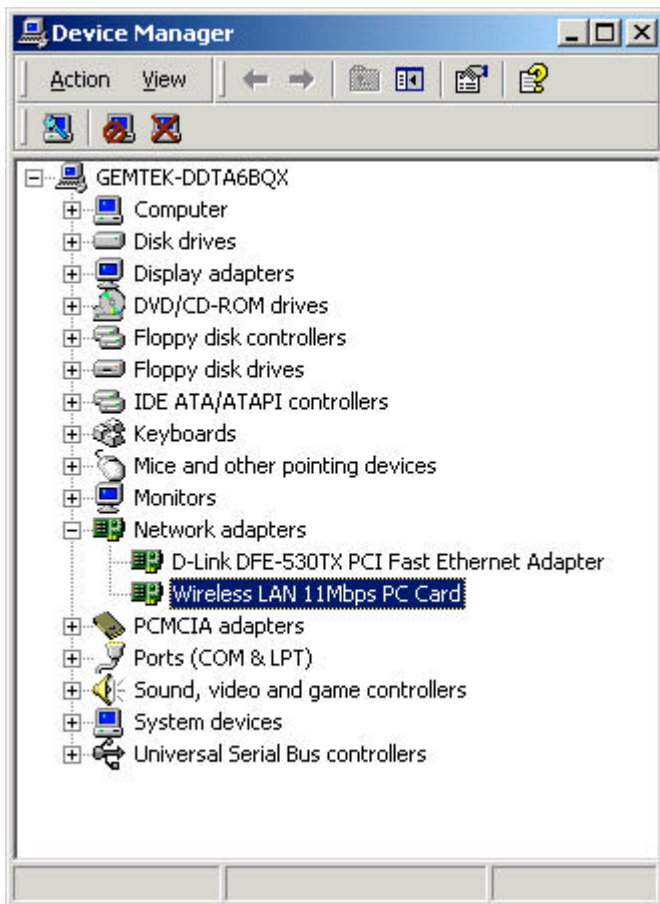 Device Manager
Action View
GEMTEK-DDTA6BQX
Computer
Disk drives
Display adapters
DVD/CD-ROM drives
Floppy disk controllers
Floppy disk drives
IDE ATA/ATAPI controllers
Keyboards
Mice and other pointing devices
Monitors
Network adapters
D-Link DFE-530TX PCI Fast Ethernet Adapter
Wireless LAN 11Mbps PC Card
PCMCIA adapters
Ports (COM & LPT)
Sound, video and game controllers
System devices
Universal Serial Bus controllers